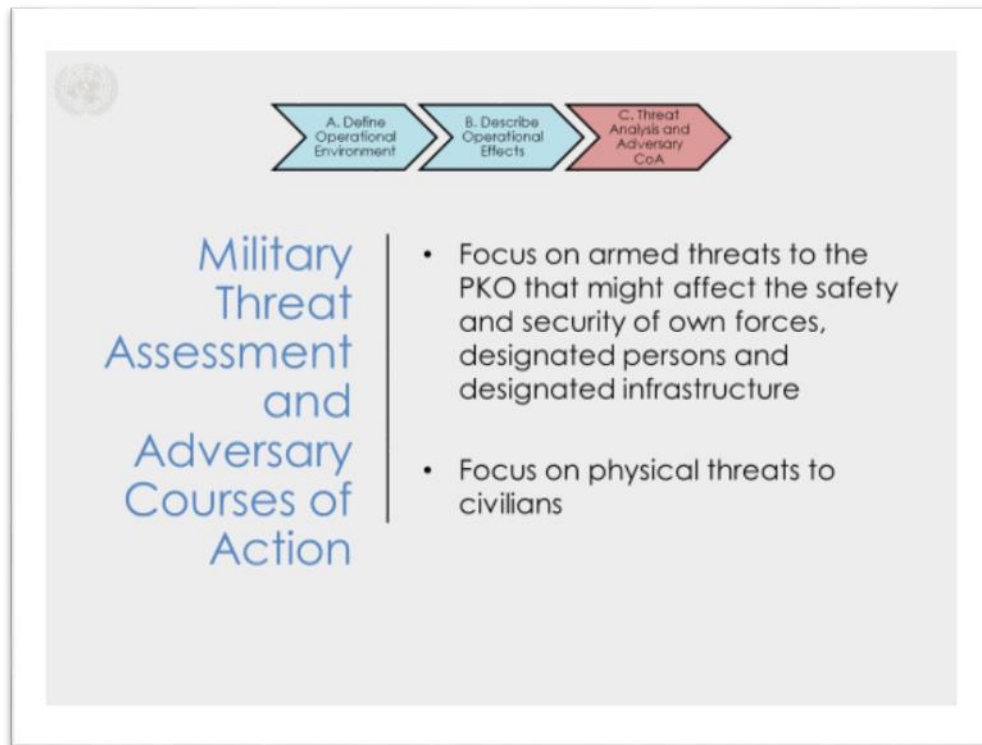 A. Define
Operational
Environment
B. Describe
Operational
Effects
C. Threat
Analysis and
Adversary
CoA
Military
Threat
Assessment
and
Adversary
Courses of
Action
• Focus on armed threats to the
PKO that might affect the safety
and security of own forces,
designated persons and
designated infrastructure
• Focus on physical threats to
civilians